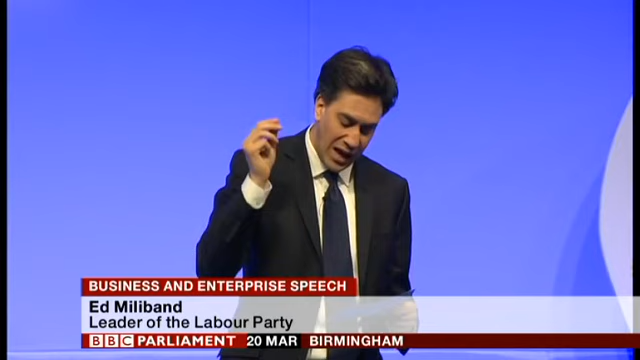 BUSINESS AND ENTERPRISE SPEECH
Ed Miliband
Leader of the Labour Party
BBC PARLIAMENT 20 MAR BIRMINGHAM